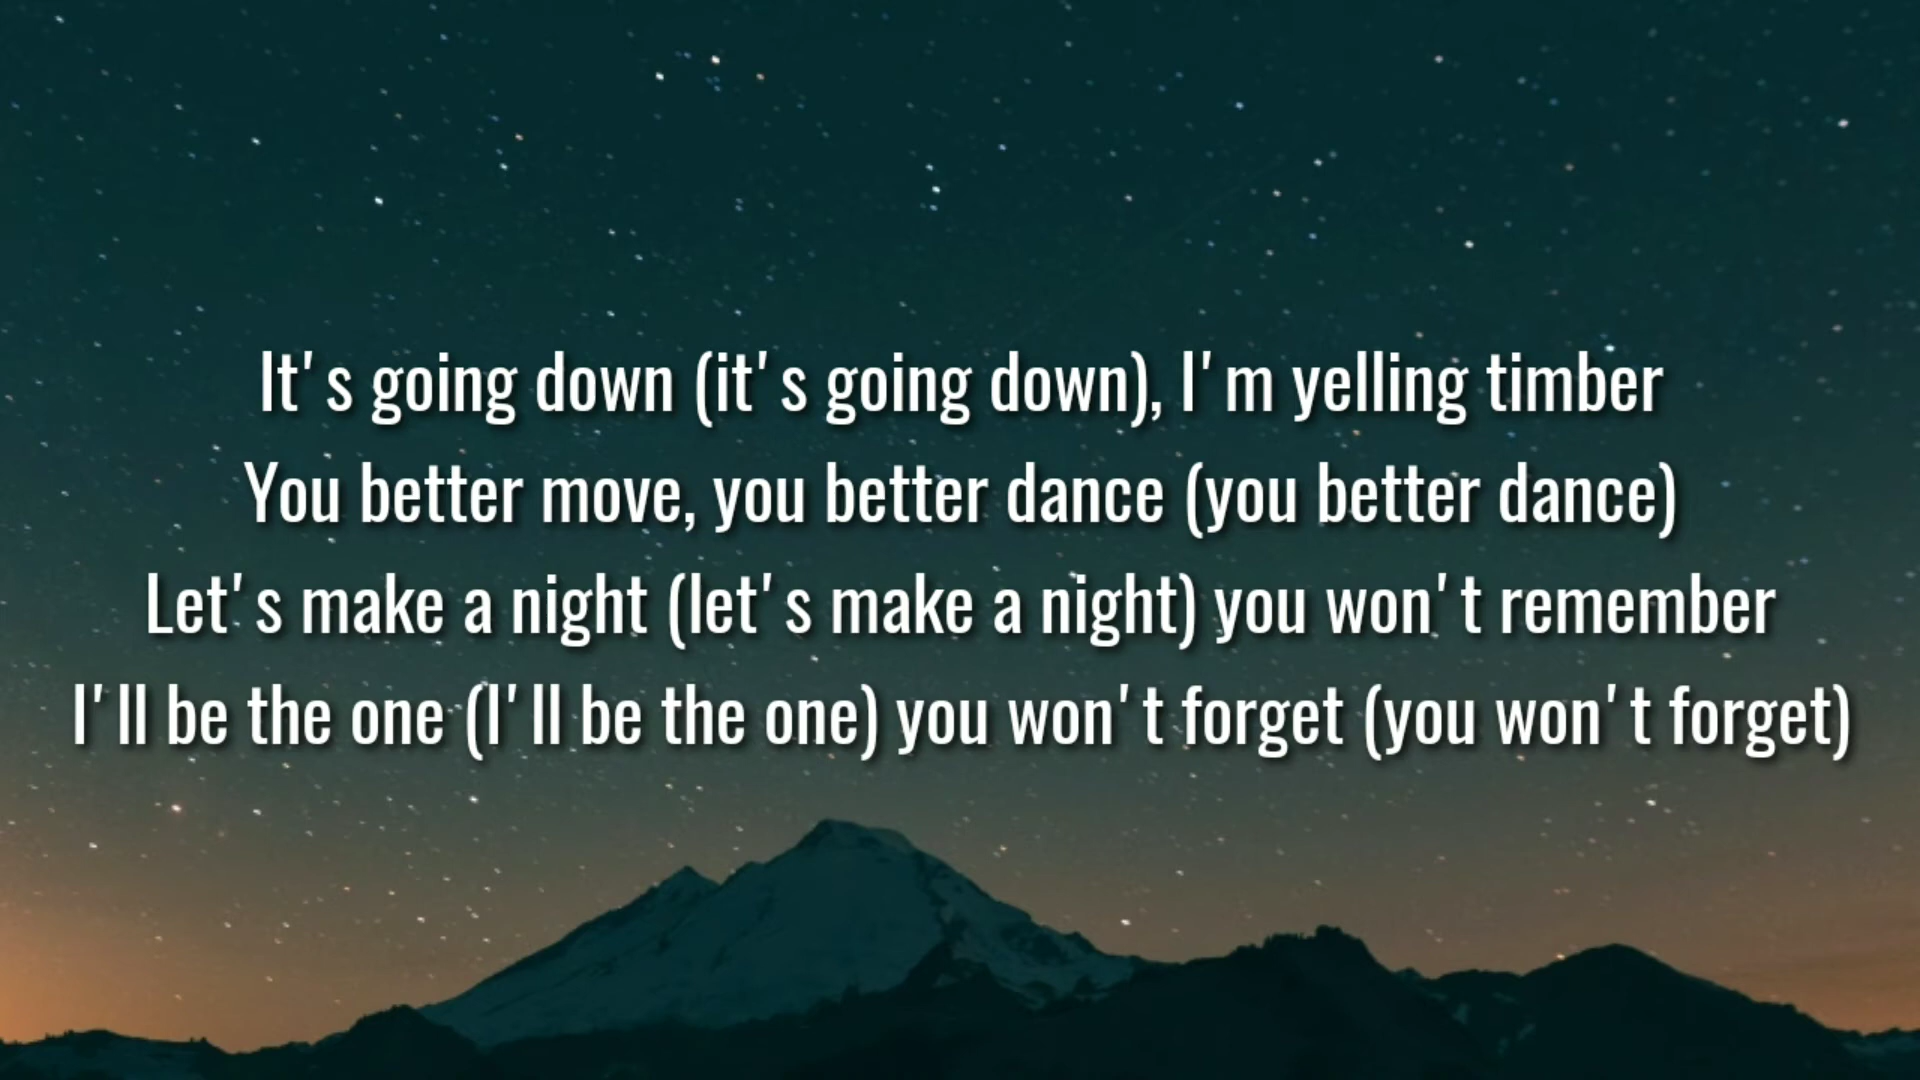 It's going down (it's going down), I'm yelling timber
You better move, you better dance (you better dance)
Let's make a night (let's make a night) you won't remember
I'll be the one (I'll be the one) you won't forget (you won't forget)